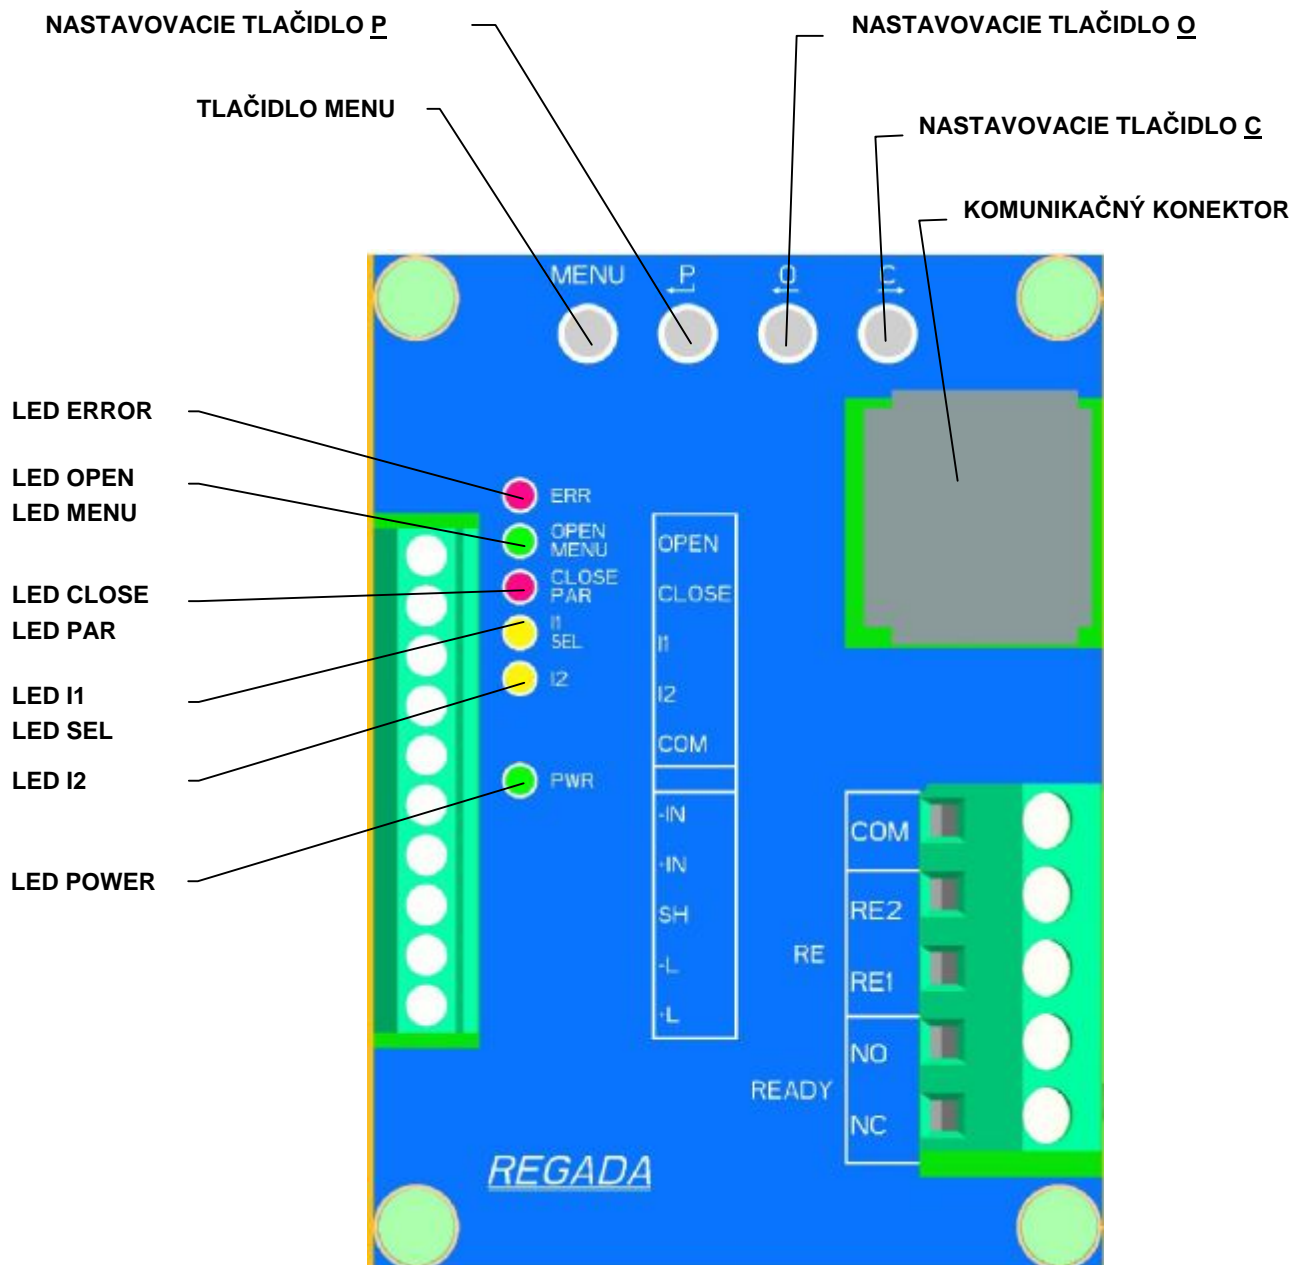 NASTAVOVACIE TLAČIDLO P
NASTAVOVACIE TLAČIDLO O
TLAČIDLO MENU
NASTAVOVACIE TLAČIDLO C
KOMUNIKAČNÝ KONEKTOR
MENU
P
O
C
LED ERROR
LED OPEN
LED MENU
LED CLOSE
LED PAR
LED I1
LED SEL
LED I2
LED POWER
ERR
OPEN
MENU
CLOSE
PAR
I1
SEL
I2
PWR
OPEN
CLOSE
I1
I2
COM
-IN
+IN
SH
-L
+L
COM
RE2
RE
RE1
NO
READY
NC
REGADA